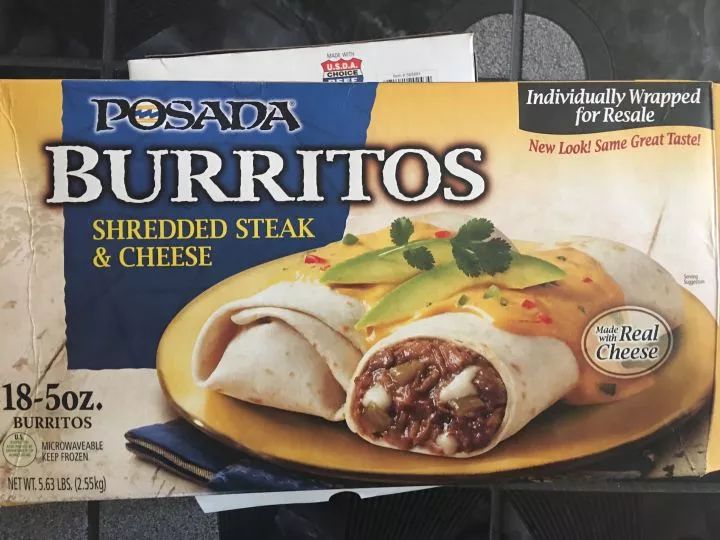 MADE WITH
U.S.D.A.
CHOICE
BEEF
POSADA
BURRITOS
SHREDDED STEAK
& CHEESE
Individually Wrapped
for Resale
New Look! Same Great Taste!
Serving
Suggestion
Made
with Real
Cheese
18-5oz.
BURRITOS
U.S.
MICROWAVEABLE
KEEP FROZEN
NET WT. 5.63 LBS. (2.55kg)